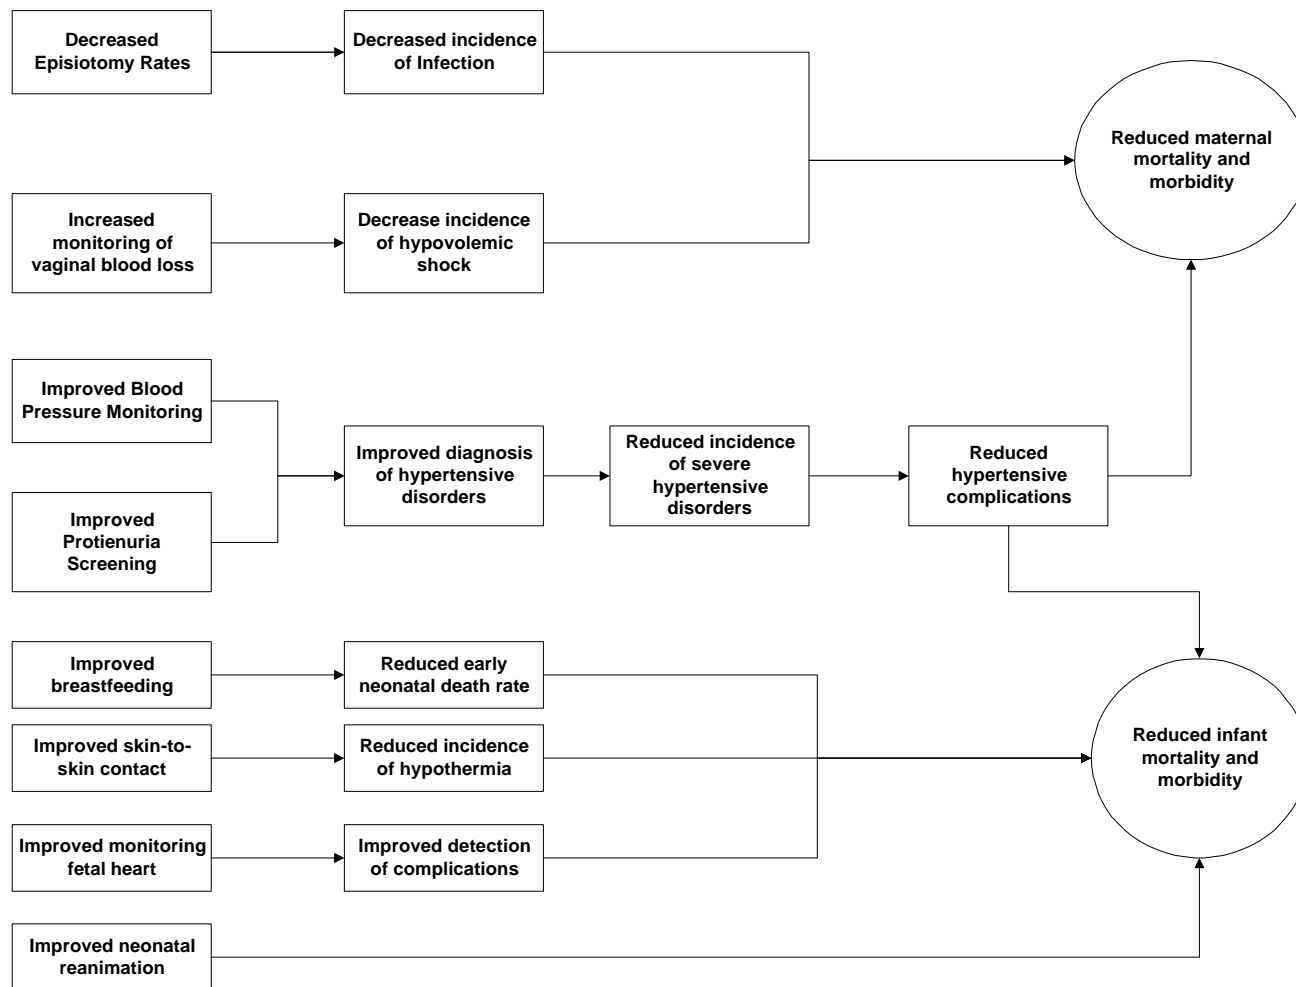 Decreased
Episiotomy Rates
Decreased incidence
of Infection
Reduced maternal
mortality and
morbidity
Increased
monitoring of
vaginal blood loss
Decrease incidence
of hypovolemic
shock
Improved Blood
Pressure Monitoring
Improved diagnosis
of hypertensive
disorders
Reduced incidence
of severe
hypertensive
disorders
Reduced
hypertensive
complications
Improved
Protienuria
Screening
Improved
breastfeeding
Reduced early
neonatal death rate
Improved skin-to-
skin contact
Reduced incidence
of hypothermia
Reduced infant
mortality and
morbidity
Improved monitoring
fetal heart
Improved detection
of complications
Improved neonatal
reanimation